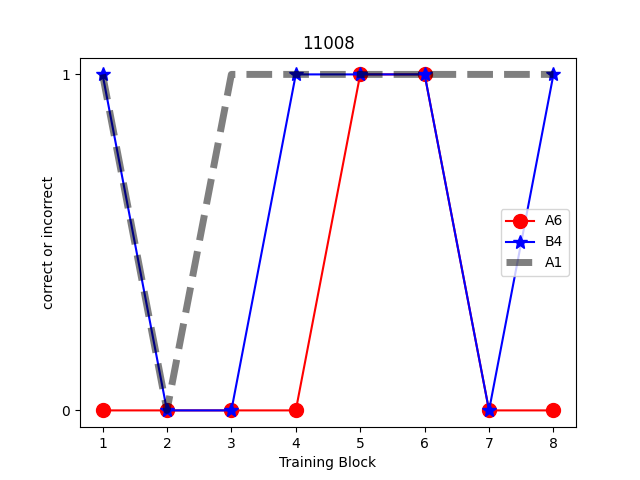 11008
correct or incorrect
1
0
A6
B4
A1
1 2 3 4 5 6 7 8
Training Block